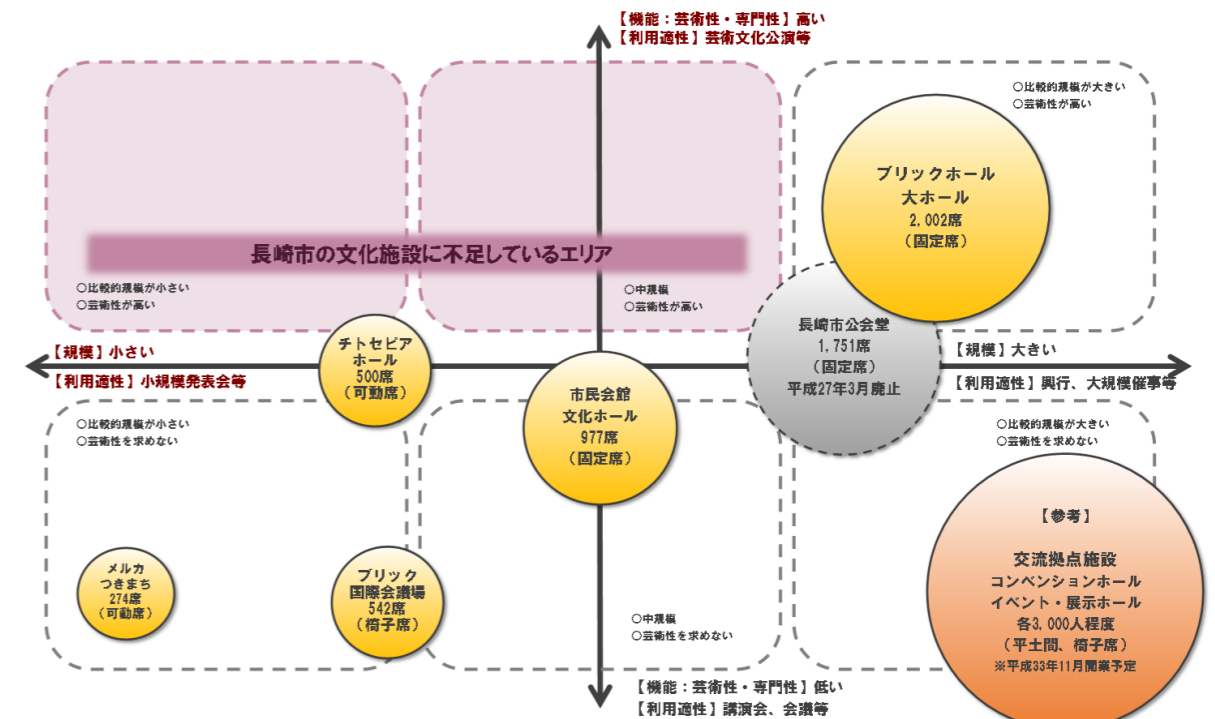 【機能：芸術性・専門性】高い
【利用適性】芸術文化公演等
○比較的規模が大きい
○芸術性が高い
ブリックホール
大ホール
2,002席
（固定席）
長崎市の文化施設に不足しているエリア
○比較的規模が小さい
○芸術性が高い
○中規模
○芸術性が高い
長崎市公会堂
1,751席
（固定席）
平成27年3月廃止
【規模】小さい
【利用適性】小規模発表会等
チトセピア
ホール
500席
（可動席）
【規模】大きい
【利用適性】興行、大規模催事等
市民会館
文化ホール
977席
（固定席）
○比較的規模が小さい
○芸術性を求めない
○比較的規模が大きい
○芸術性を求めない
メルカ
つきまち
274席
（可動席）
ブリック
国際会議場
542席
（椅子席）
○中規模
○芸術性を求めない
【参考】
交流拠点施設
コンベンションホール
イベント・展示ホール
各3,000人程度
（平土間、椅子席）
※平成33年11月開業予定
【機能：芸術性・専門性】低い
【利用適性】講演会、会議等